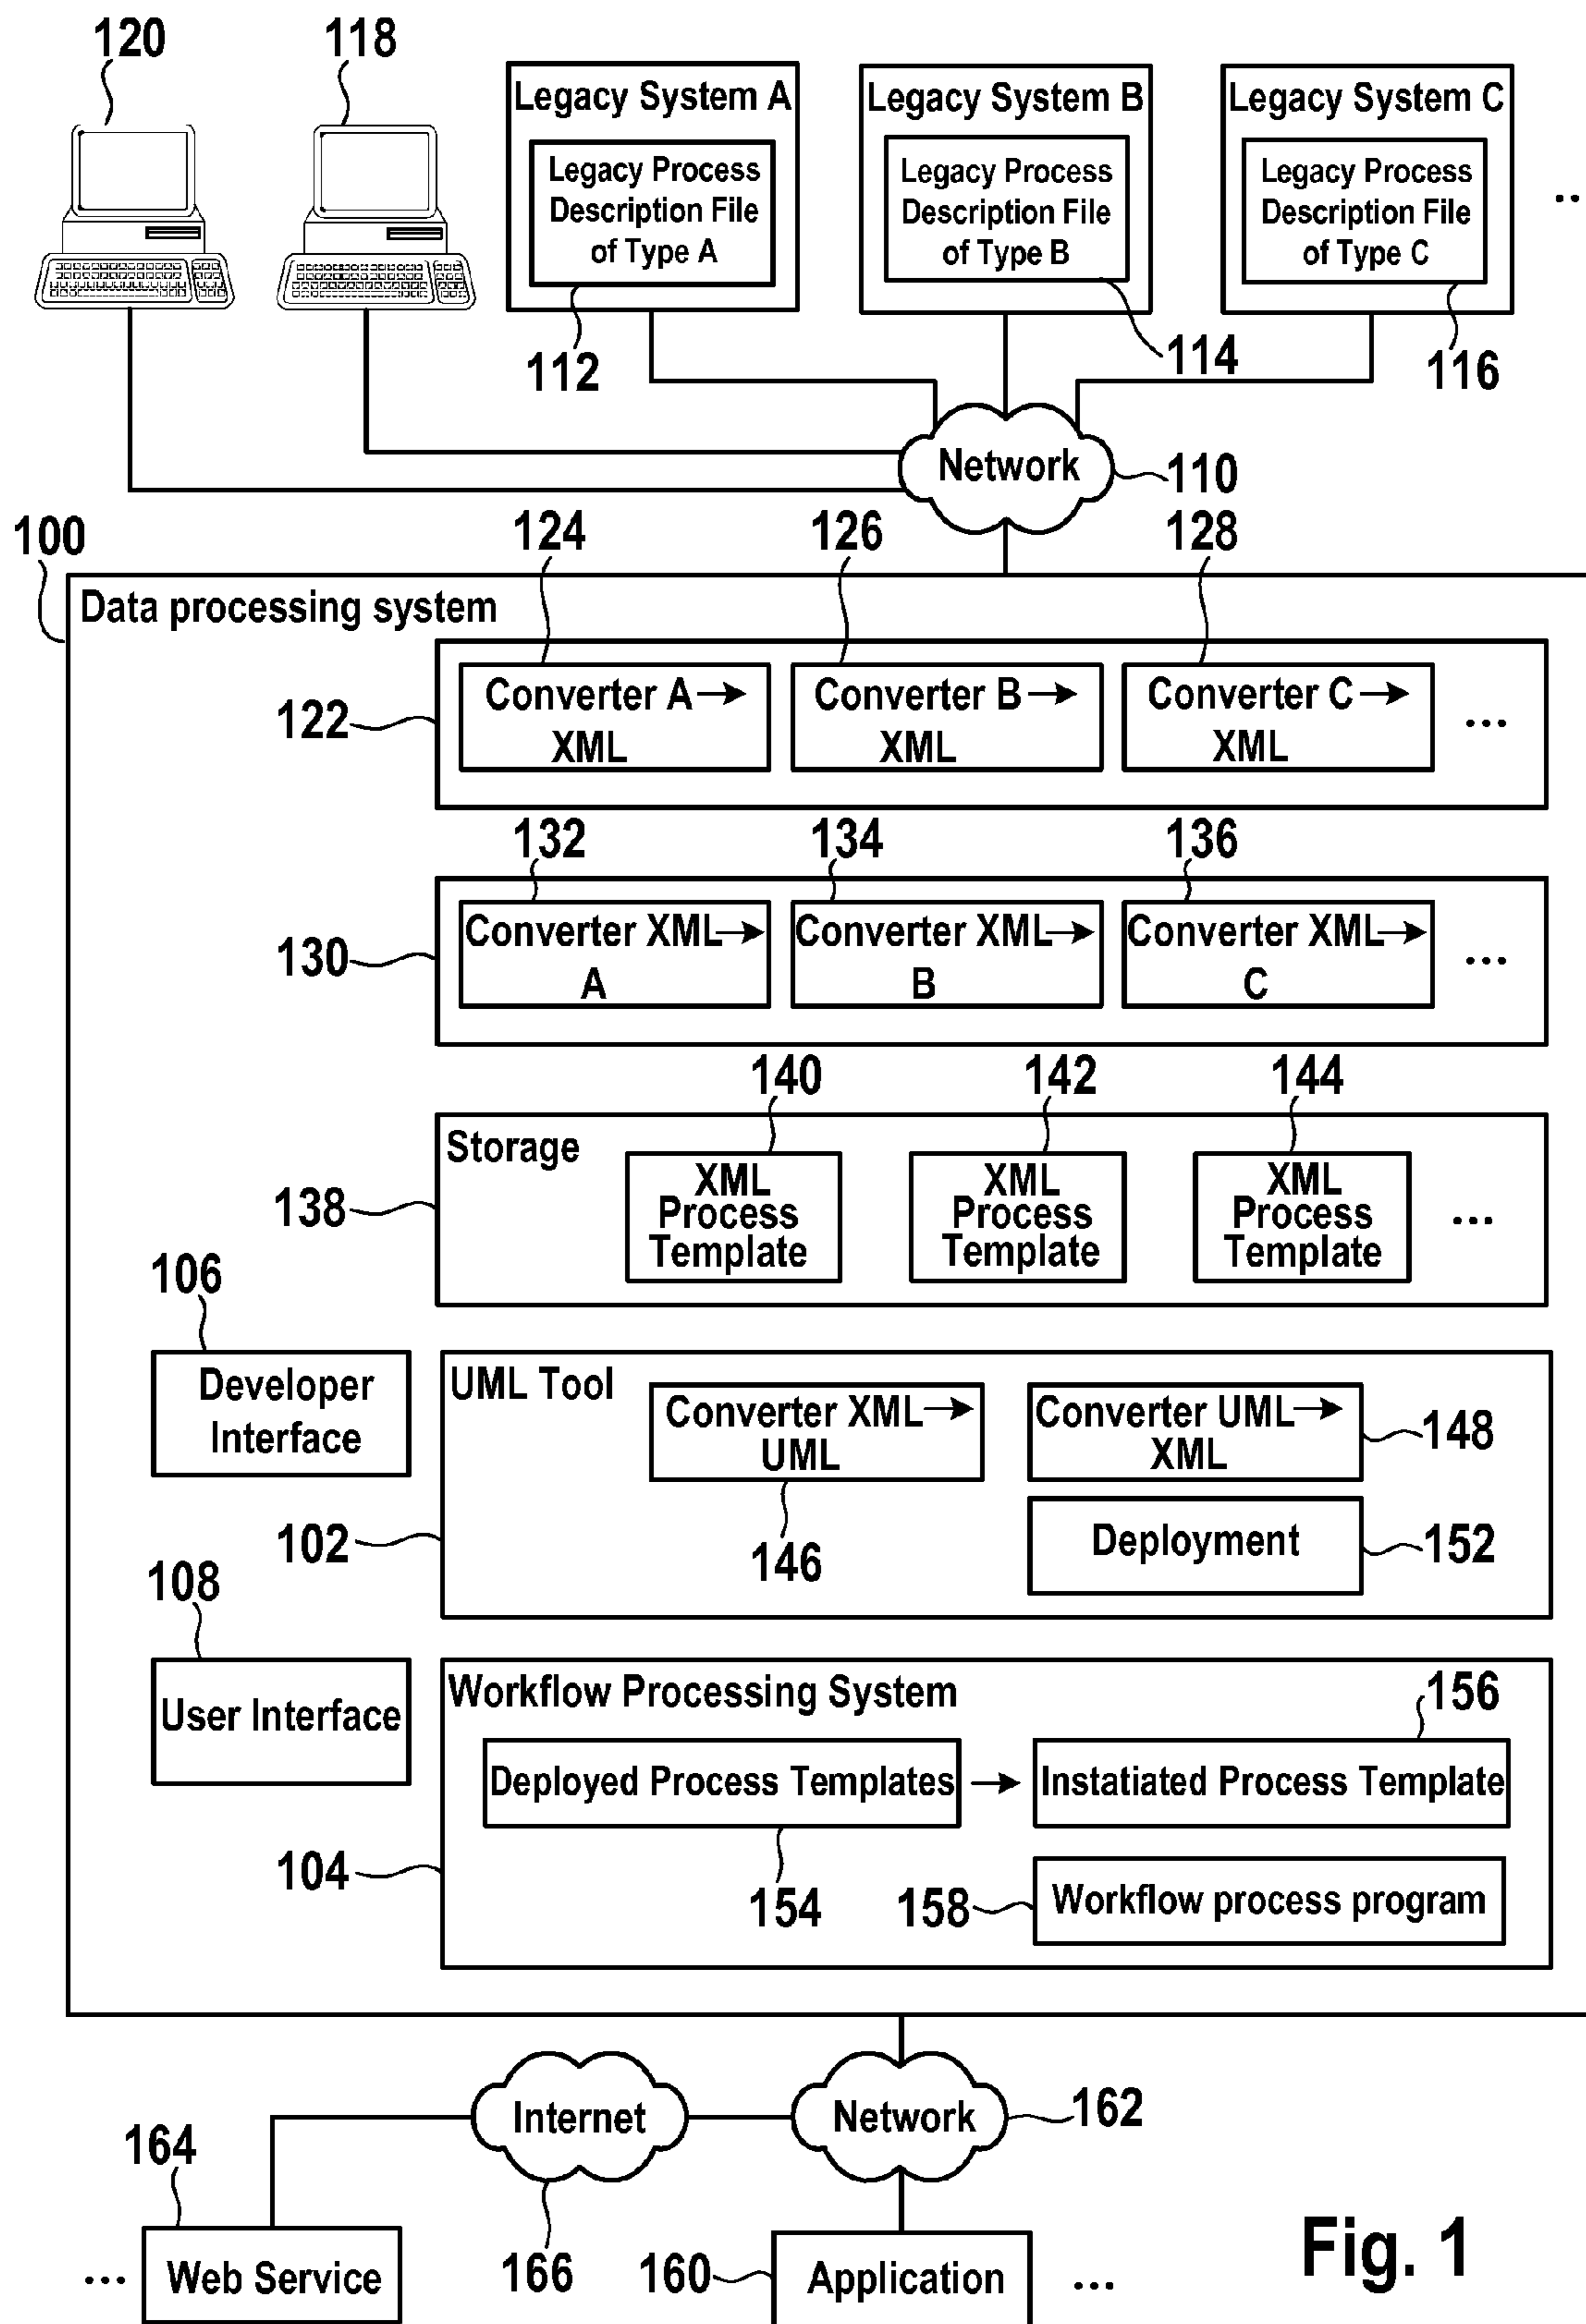 120
118
Legacy System A
Legacy Process
Description File
of Type A
112
Legacy System B
Legacy Process
Description File
of Type B
114
Legacy System C
Legacy Process
Description File
of Type C
116
..
Network
110
100
Data processing system
124
126
128
122
Converter A→
XML
Converter B→
XML
Converter C→
XML
...
132
134
136
130
Converter XML→
A
Converter XML→
B
Converter XML→
C
...
140
142
144
138
Storage
XML
Process
Template
XML
Process
Template
XML
Process
Template
...
106
Developer
Interface
UML Tool
Converter XML→
UML
146
Converter UML→
XML
148
Deployment
152
102
108
User Interface
Workflow Processing System
156
Deployed Process Templates
→
Instatiated Process Template
154
104
158
Workflow process program
Internet
166
Network
162
164
... Web Service
160
Application
...
Fig. 1